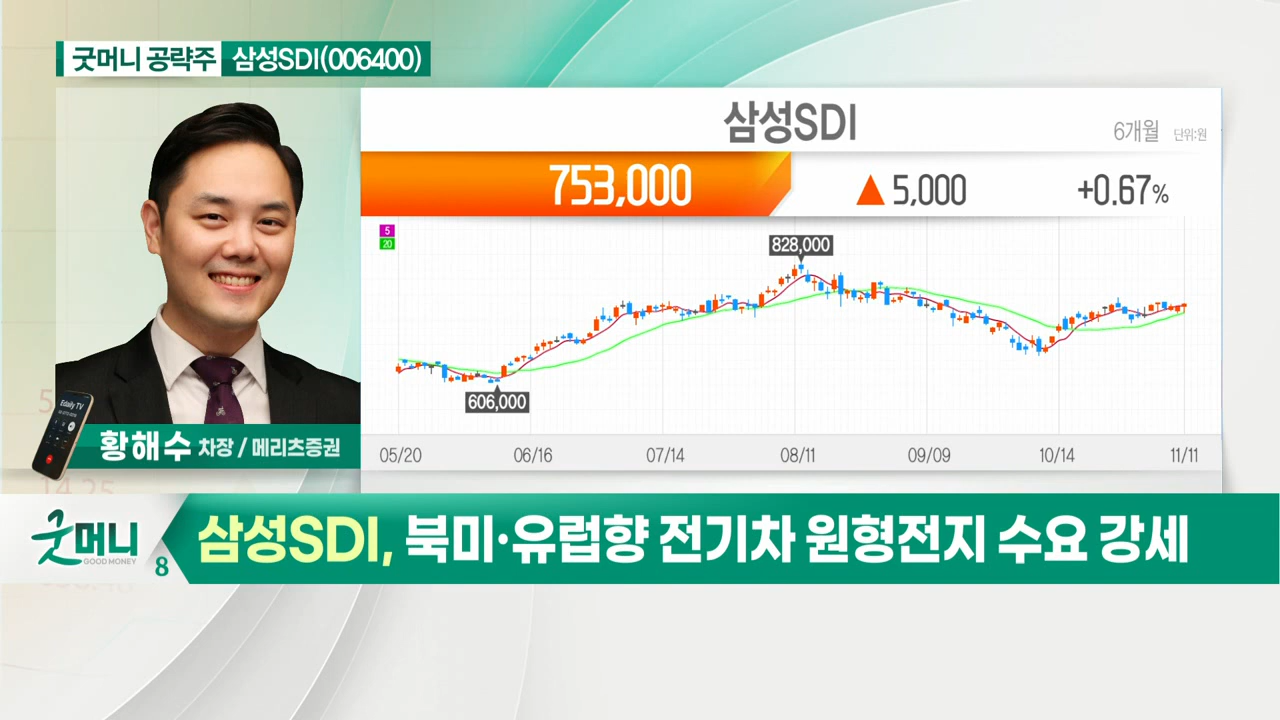 굿머니 공략주 삼성SDI(006400)
삼성SDI
6개월 단위:원
753,000 ▲ 5,000 +0.67%
5
20
828,000
606,000
05/20 06/16 07/14 08/11 09/09 10/14 11/11
Edaily TV
황해수 차장 / 메리츠증권
14.25
굿머니
GOOD MONEY
8
삼성SDI, 북미·유럽향 전기차 원형전지 수요 강세